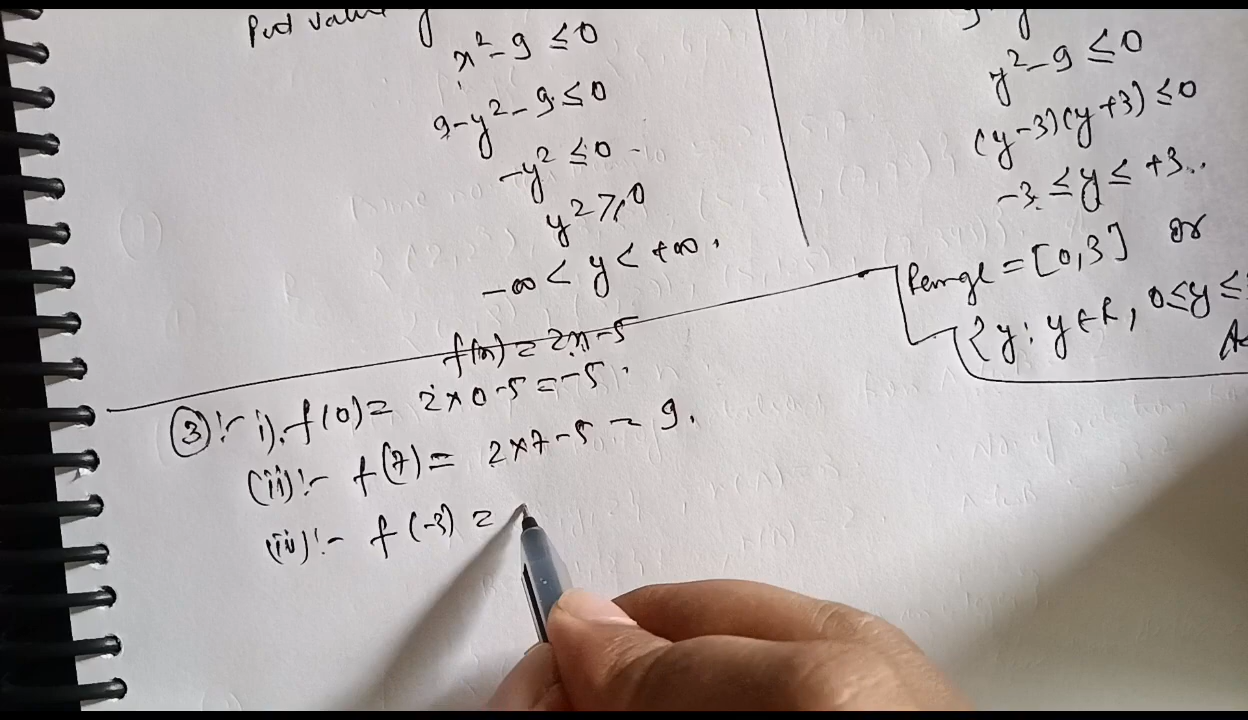 Put value y
x²-9 ≤0
9-y²-9≤0
-y² ≤0
y²≥0
-∞< y< +∞.
y²-9 ≤0
(y-3)(y+3) ≤0
-3 ≤y≤ +3..
Range = [0,3] or
{y: y∈R, 0≤y≤
f(x) = 2x-5
(3):- i). f(0)= 2×0-5=-5.
(ii):- f(7)= 2×7-5 = 9.
f(-3) =